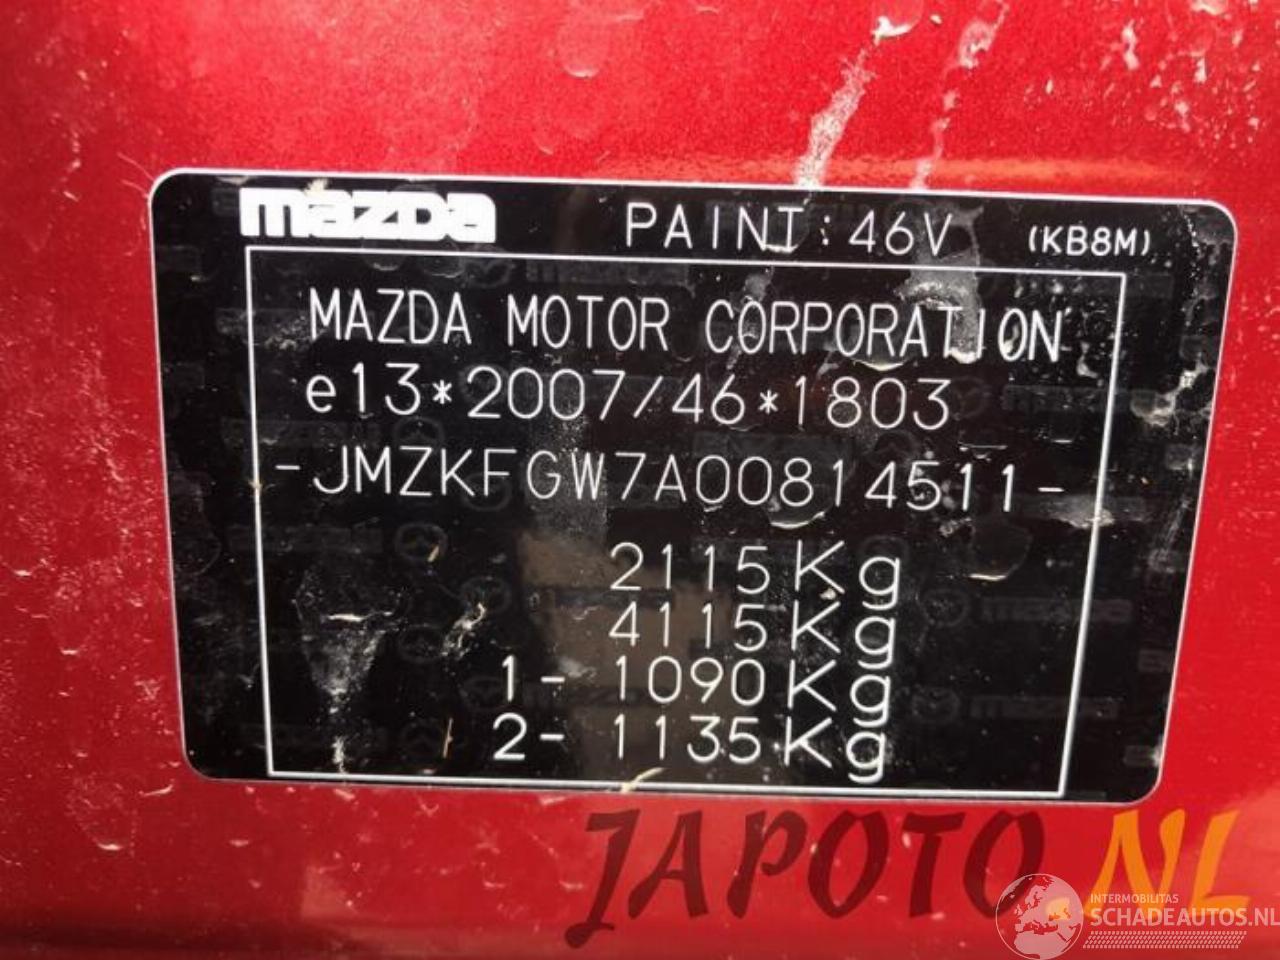 mazda PAINT:46V (KB8M)
MAZDA MOTOR CORPORATION
e13*2007/46*1803
-JMZKFGW7A00814511-
2115Kg
4115Kg
1- 1090Kg
2- 1135Kg
JAPOTO.NL
INTERMOBILITAS
SCHADEAUTOS.NL